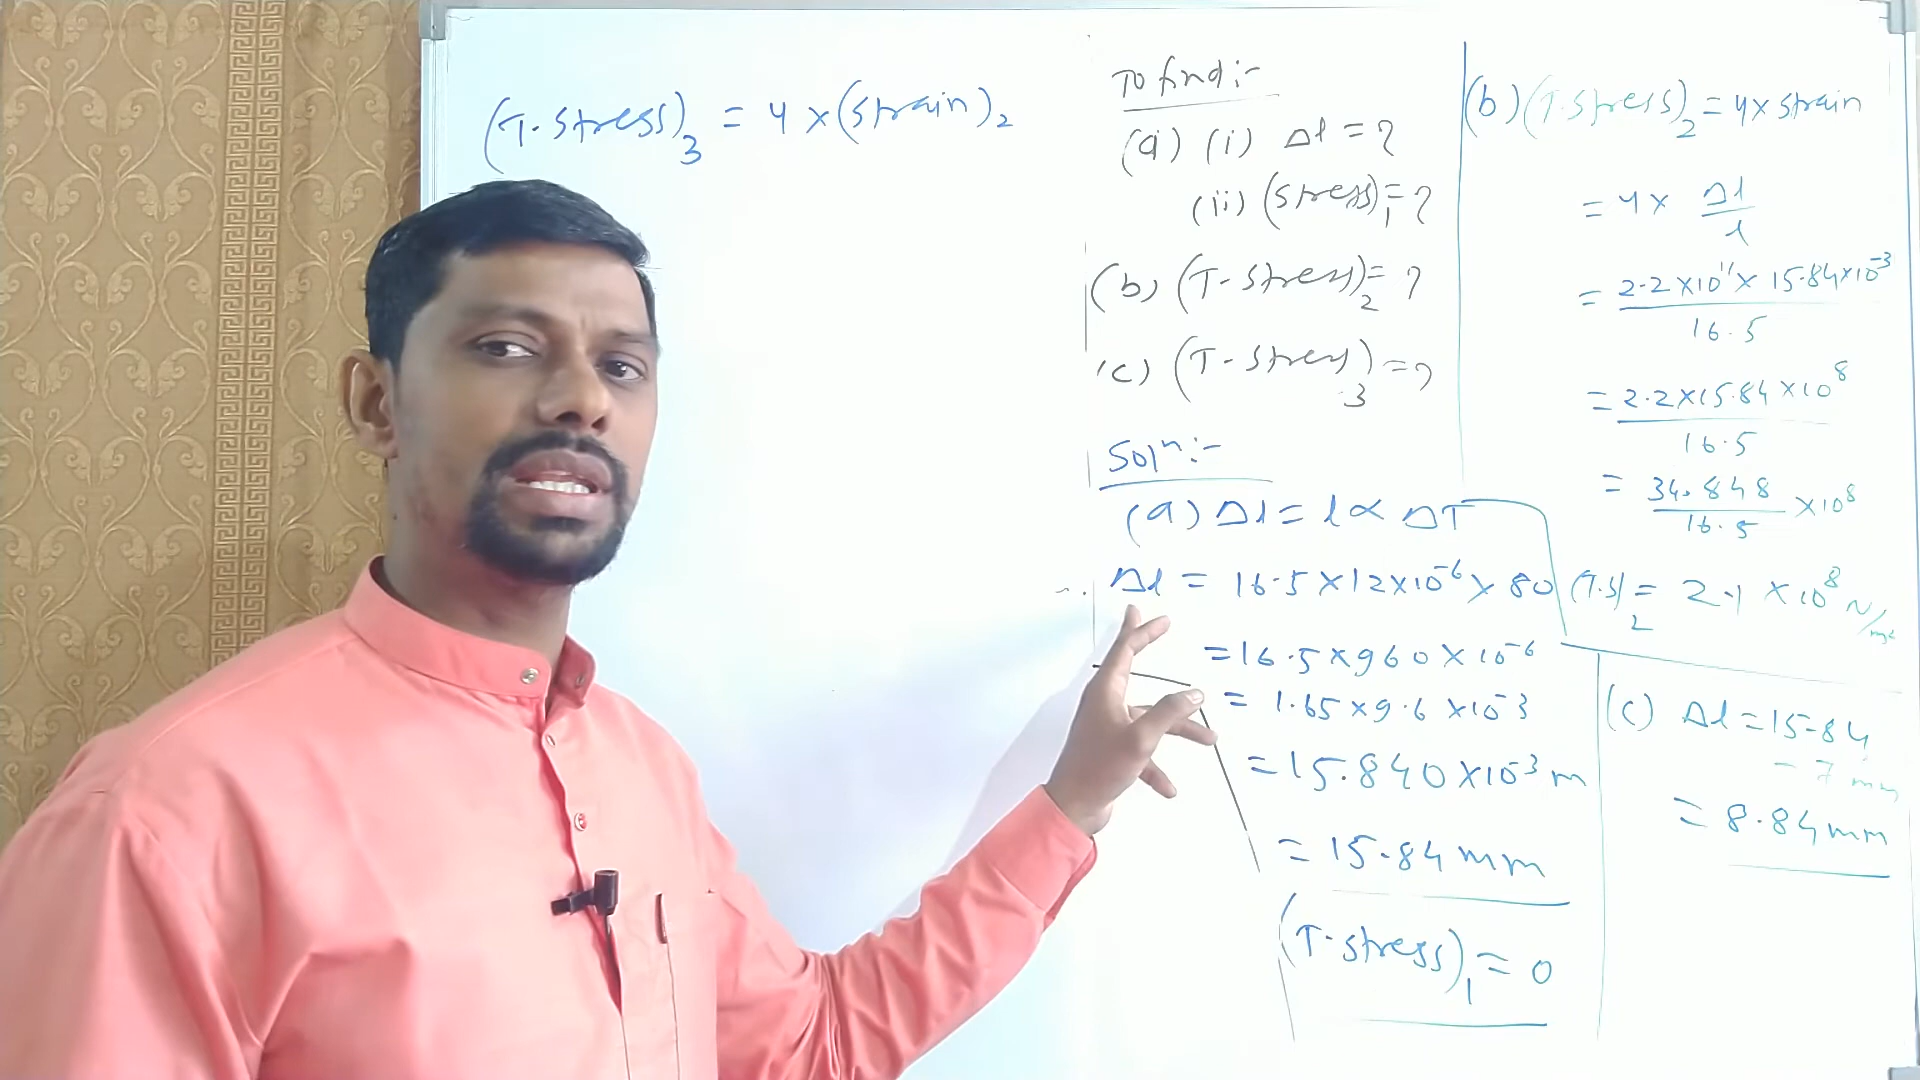 (T. Stress)₃ = 4 × (Strain)₂
To find:-
(a) (i) Δl = ?
(ii) (Stress)₁ = ?
(b) (T-Stress)₂ = ?
(c) (T-Stress)₃ = ?
Solⁿ:-
(a) Δl = l∝ ΔT
∴ Δl = 16.5×12×10⁻⁶×80
= 16.5×960×10⁻⁶
= 1.65×9.6×10⁻³
= 15.840×10⁻³ m
= 15.84 mm
(T-stress)₁ = 0
(b) (T.Stress)₂ = 4× Strain
= 4× Δl/l
= 2.2×10¹¹× 15.84×10⁻³/16.5
= 2.2×15.84×10⁸/16.5
= 34.848/16.5 ×10⁸
(T.S)₂ = 2.1 ×10⁸ N/m²
(c) Δl = 15.84
- 7 mm
= 8.84 mm